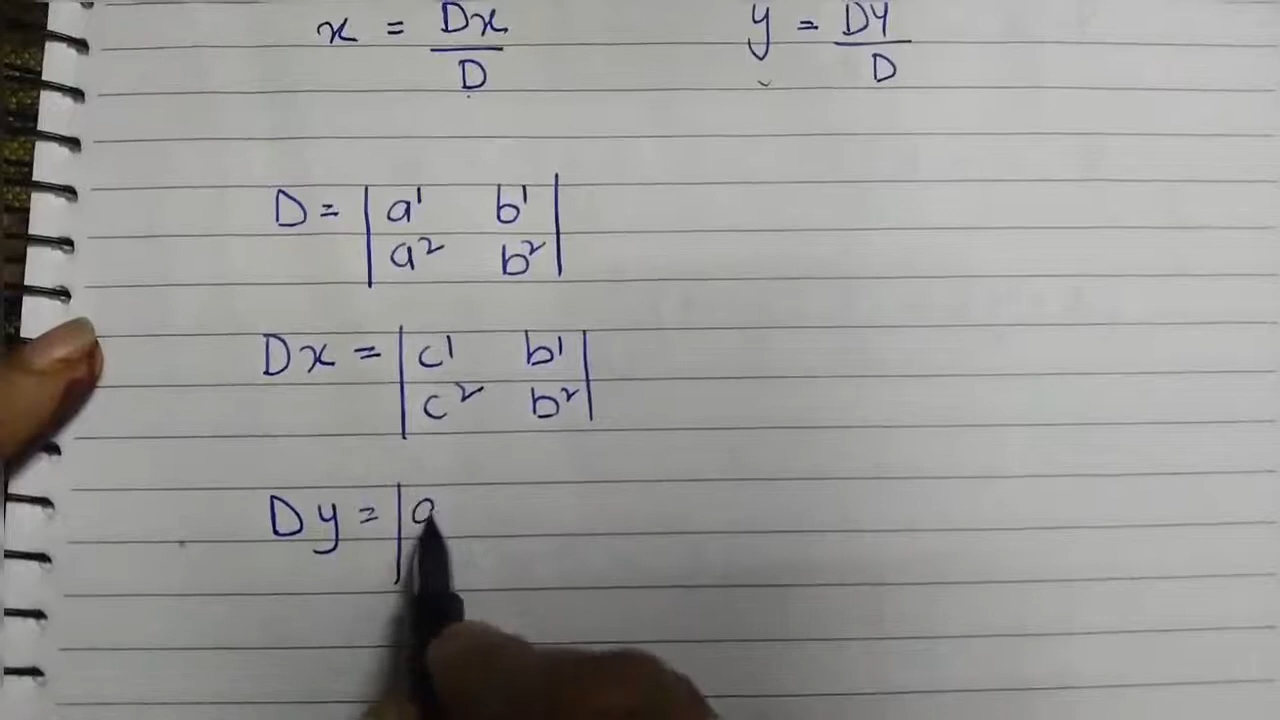 x = Dx/D y = Dy/D
D = | a¹ b¹ |
| a² b² |
Dx = | c¹ b¹ |
| c² b² |
Dy = | a